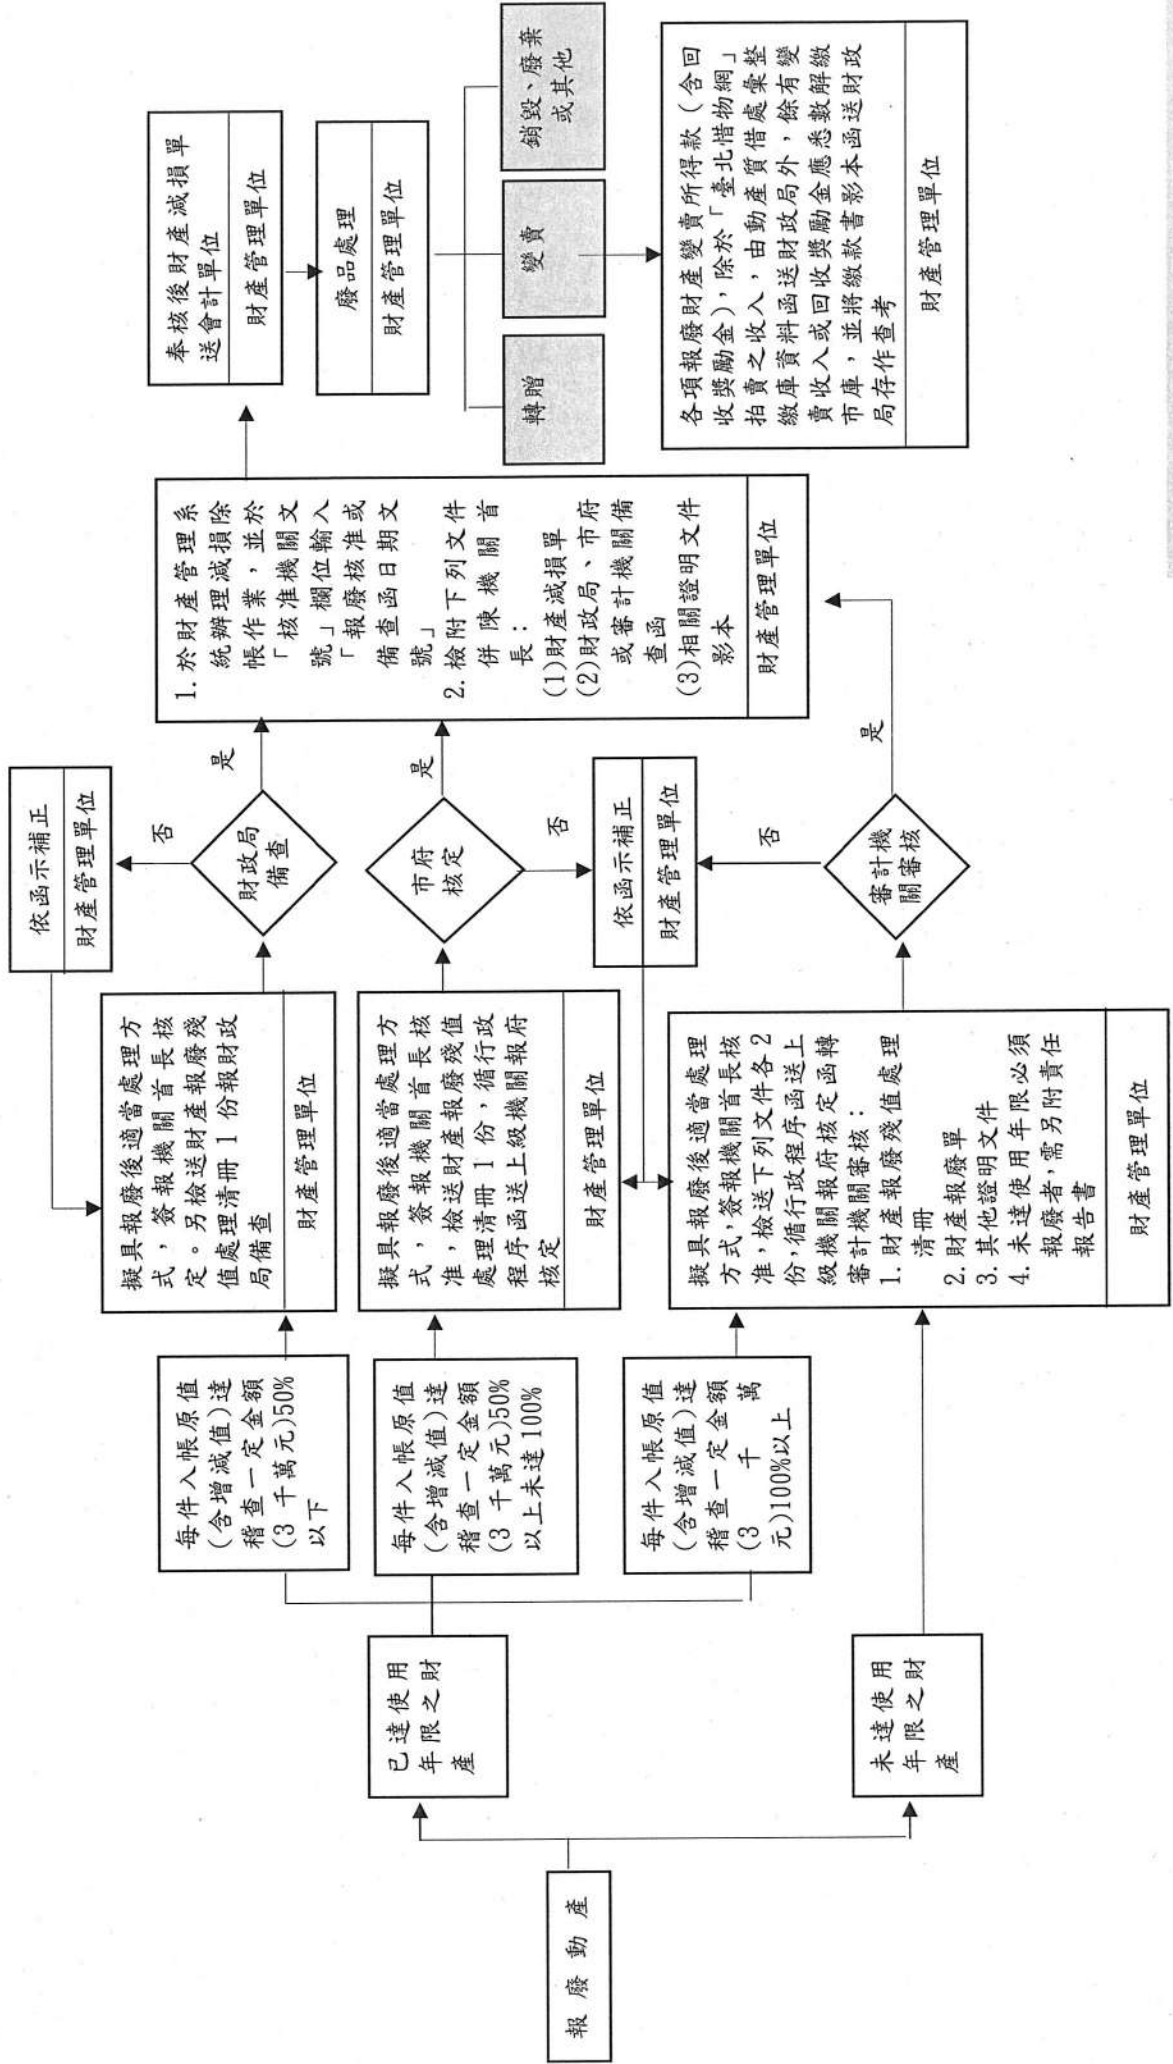 報廢動產
已達使用
年限之財
產
未達使用
年限之財
產
每件入帳原值
(含增減值)達
稽查一定金額
(3 千萬元)50%
以下
每件入帳原值
(含增減值)達
稽查一定金額
(3 千萬元)50%
以上未達100%
每件入帳原值
(含增減值)達
稽查一定金額
(3 千 萬
元)100%以上
擬具報廢後適當處理方
式，簽報機關首長核
定。另檢送財產報廢殘
值處理清冊 1 份報財政
局備查
財產管理單位
擬具報廢後適當處理方
式，簽報機關首長核
准，檢送財產報廢殘值
處理清冊 1 份，循行政
程序函送上級機關報府
核定
財產管理單位
擬具報廢後適當處理
方式，簽報機關首長核
准，檢送下列文件各 2
份，循行政程序函送上
級機關報府核定函轉
審計機關審核：
1. 財產報廢殘值處理
清冊
2. 財產報廢單
3. 其他證明文件
4. 未達使用年限必須
報廢者，需另附責任
報告書
財產管理單位
依函示補正
財產管理單位
否
財政局
備查
是
市府
核定
是
否
依函示補正
財產管理單位
否
審計機
關審核
是
1. 於財產管理系
統辦理減損除
帳作業，並於
「核准機關文
號」欄位輸入
「報廢核准或
備查函日期文
號」
2. 檢附下列文件
併陳機關首
長：
(1)財產減損單
(2)財政局、市府
或審計機關備
查函
(3)相關證明文件
影本
財產管理單位
奉核後財產減損單
送會計單位
財產管理單位
廢品處理
財產管理單位
轉贈
變賣
銷毀、廢棄
或其他
各項報廢財產變賣所得款（含回
收獎勵金），除於「臺北惜物網」
拍賣之收入，由動產質借處彙整
繳庫資料函送財政局外，餘有變
賣收入或回收獎勵金應悉數解繳
市庫，並將繳款書影本函送財政
局存作查考
財產管理單位